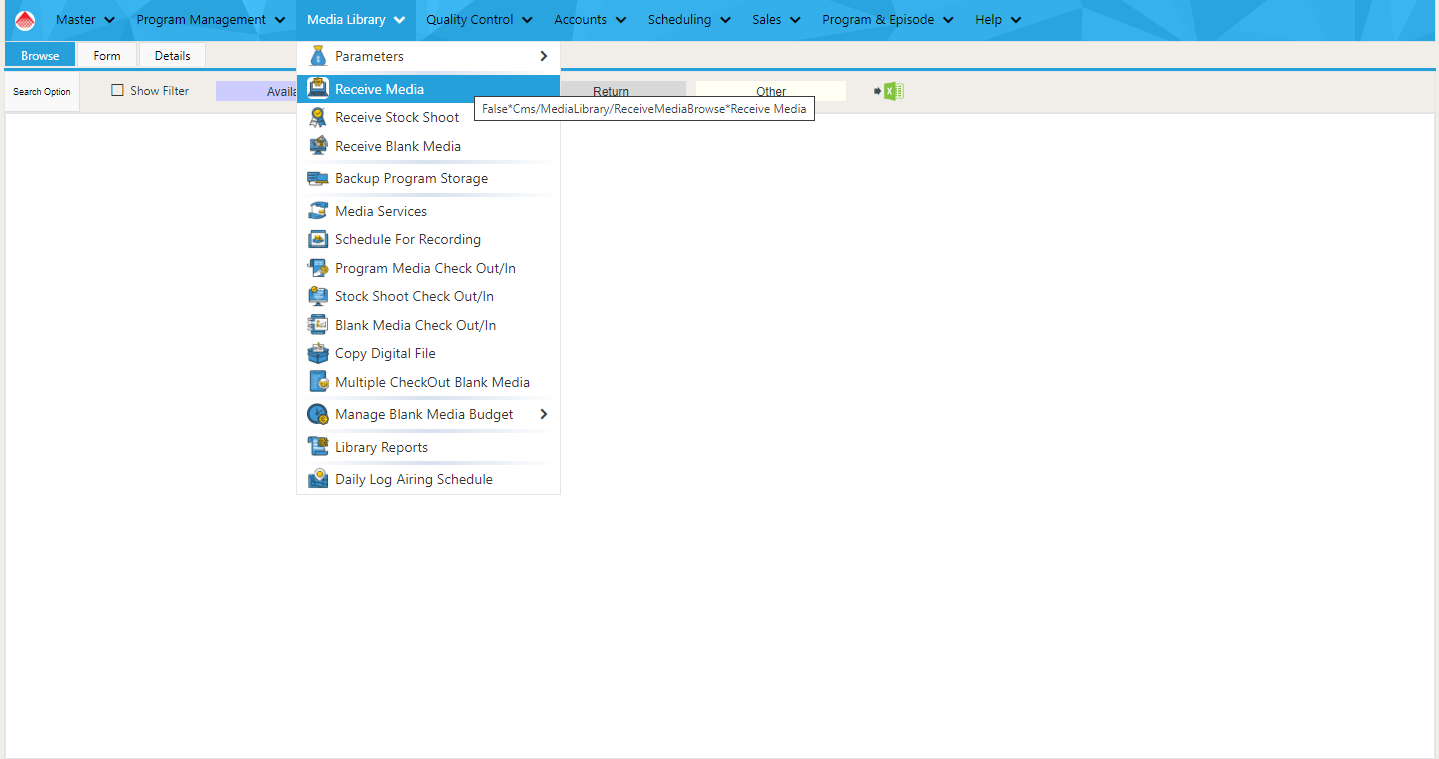 Master Program Management Media Library Quality Control Accounts Scheduling Sales Program & Episode Help
Browse Form Details
Search Option Show Filter Return Other
Parameters
Receive Media
False*Cms/MediaLibrary/ReceiveMediaBrowse*Receive Media
Receive Stock Shoot
Receive Blank Media
Backup Program Storage
Media Services
Schedule For Recording
Program Media Check Out/In
Stock Shoot Check Out/In
Blank Media Check Out/In
Copy Digital File
Multiple CheckOut Blank Media
Manage Blank Media Budget
Library Reports
Daily Log Airing Schedule